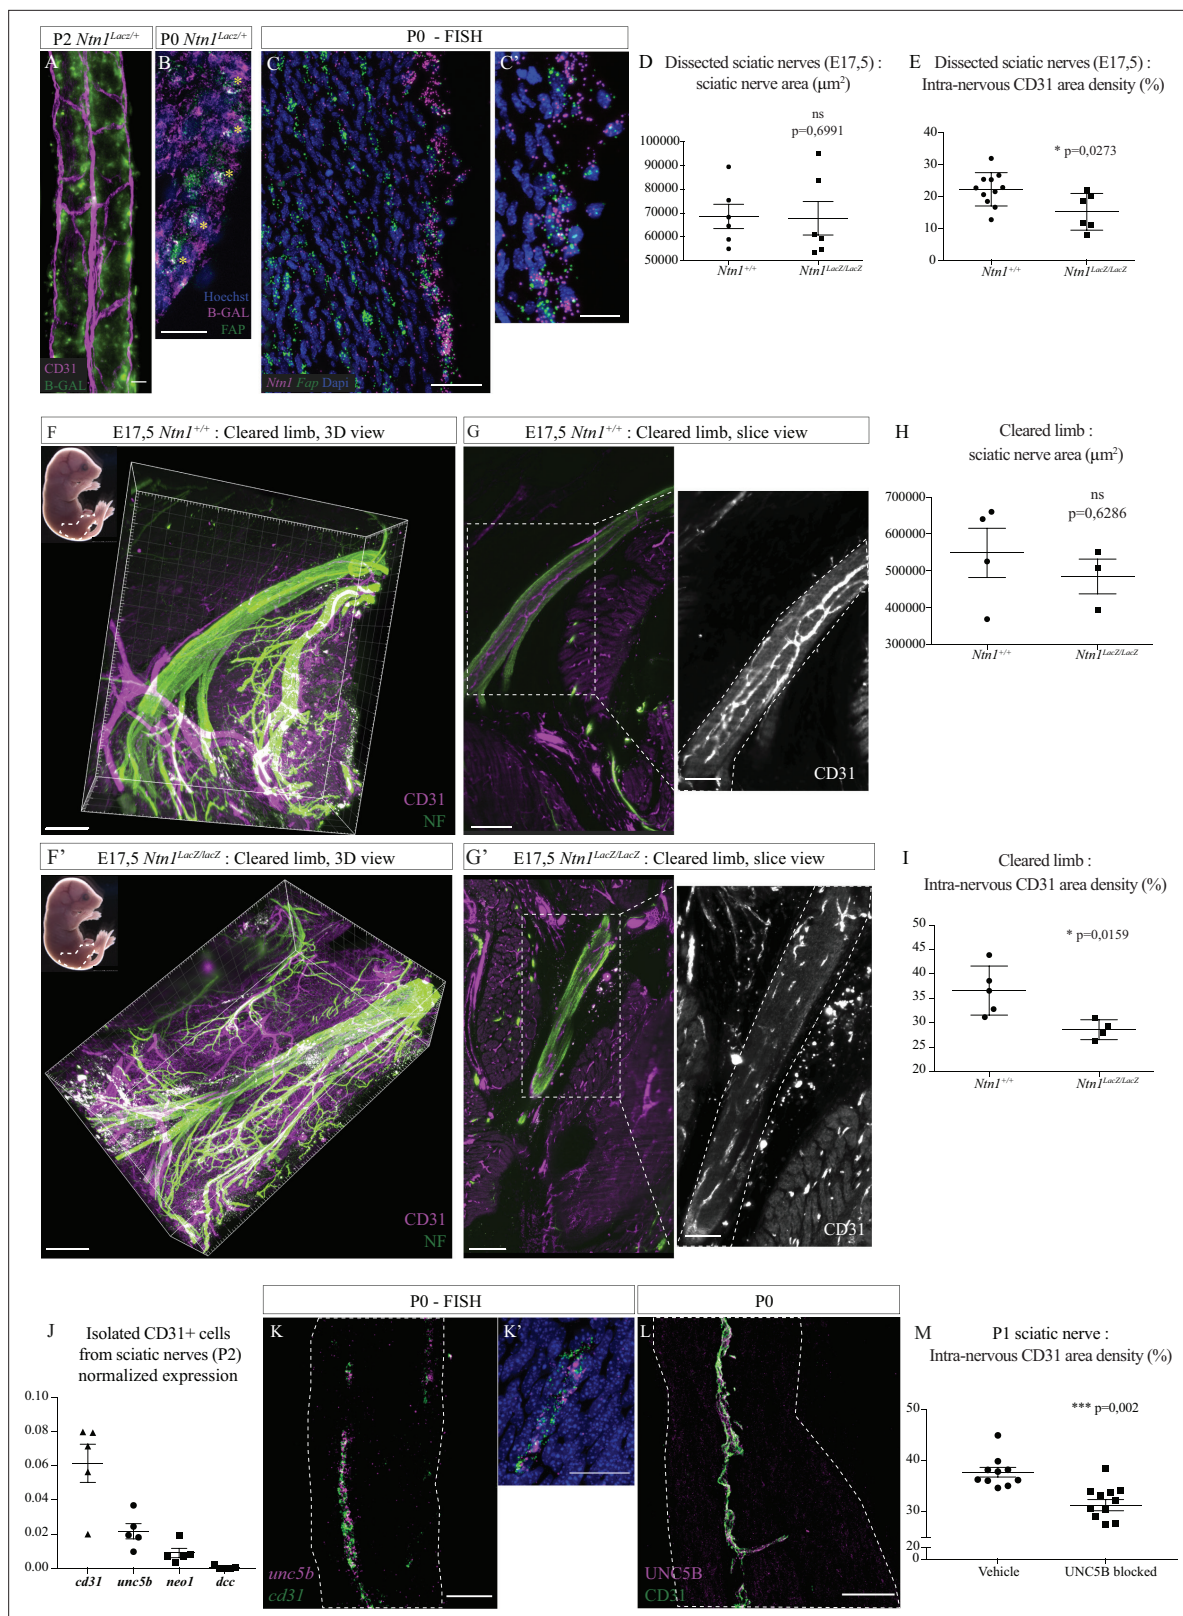 P2 Ntn1Lacz/+
P0 Ntn1Lacz/+
P0 - FISH
A
CD31
B-GAL
B
Hoechst
B-GAL
FAP
C
Ntn1 Fap Dapi
C'
D
Dissected sciatic nerves (E17,5) :
sciatic nerve area (μm2)
ns
p=0,6991
100000
90000
80000
70000
60000
50000
Ntn1+/+
Ntn1LacZ/LacZ
E
Dissected sciatic nerves (E17,5) :
Intra-nervous CD31 area density (%)
* p=0,0273
40
30
20
10
0
Ntn1+/+
Ntn1LacZ/LacZ
F
E17,5 Ntn1+/+ : Cleared limb, 3D view
CD31
NF
G
E17,5 Ntn1+/+ : Cleared limb, slice view
CD31
H
Cleared limb :
sciatic nerve area (μm2)
ns
p=0,6286
700000
600000
500000
400000
300000
Ntn1+/+
Ntn1LacZ/LacZ
F'
E17,5 Ntn1LacZ/lacZ : Cleared limb, 3D view
CD31
NF
G'
E17,5 Ntn1LacZ/LacZ : Cleared limb, slice view
CD31
I
Cleared limb :
Intra-nervous CD31 area density (%)
* p=0,0159
50
45
40
35
30
25
20
Ntn1+/+
Ntn1LacZ/LacZ
J
Isolated CD31+ cells
from sciatic nerves (P2)
normalized expression
0.10
0.08
0.06
0.04
0.02
0.00
cd31
unc5b
neo1
dcc
P0 - FISH
K
unc5b
cd31
K'
P0
L
UNC5B
CD31
M
P1 sciatic nerve :
Intra-nervous CD31 area density (%)
*** p=0,002
50
40
30
20
0
Vehicle
UNC5B blocked